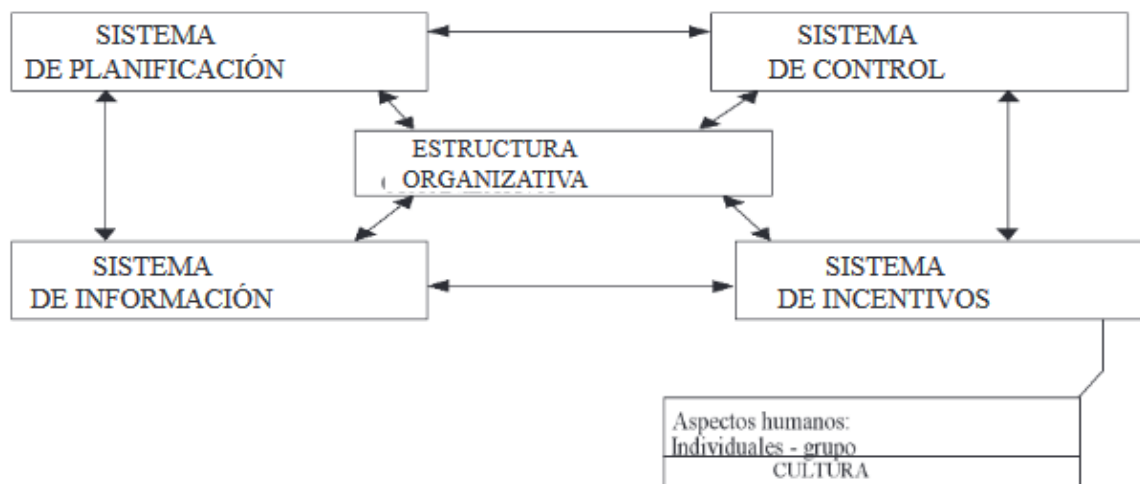 SISTEMA
DE PLANIFICACIÓN
SISTEMA
DE CONTROL
ESTRUCTURA
ORGANIZATIVA
SISTEMA
DE INFORMACIÓN
SISTEMA
DE INCENTIVOS
Aspectos humanos:
Individuales - grupo
CULTURA